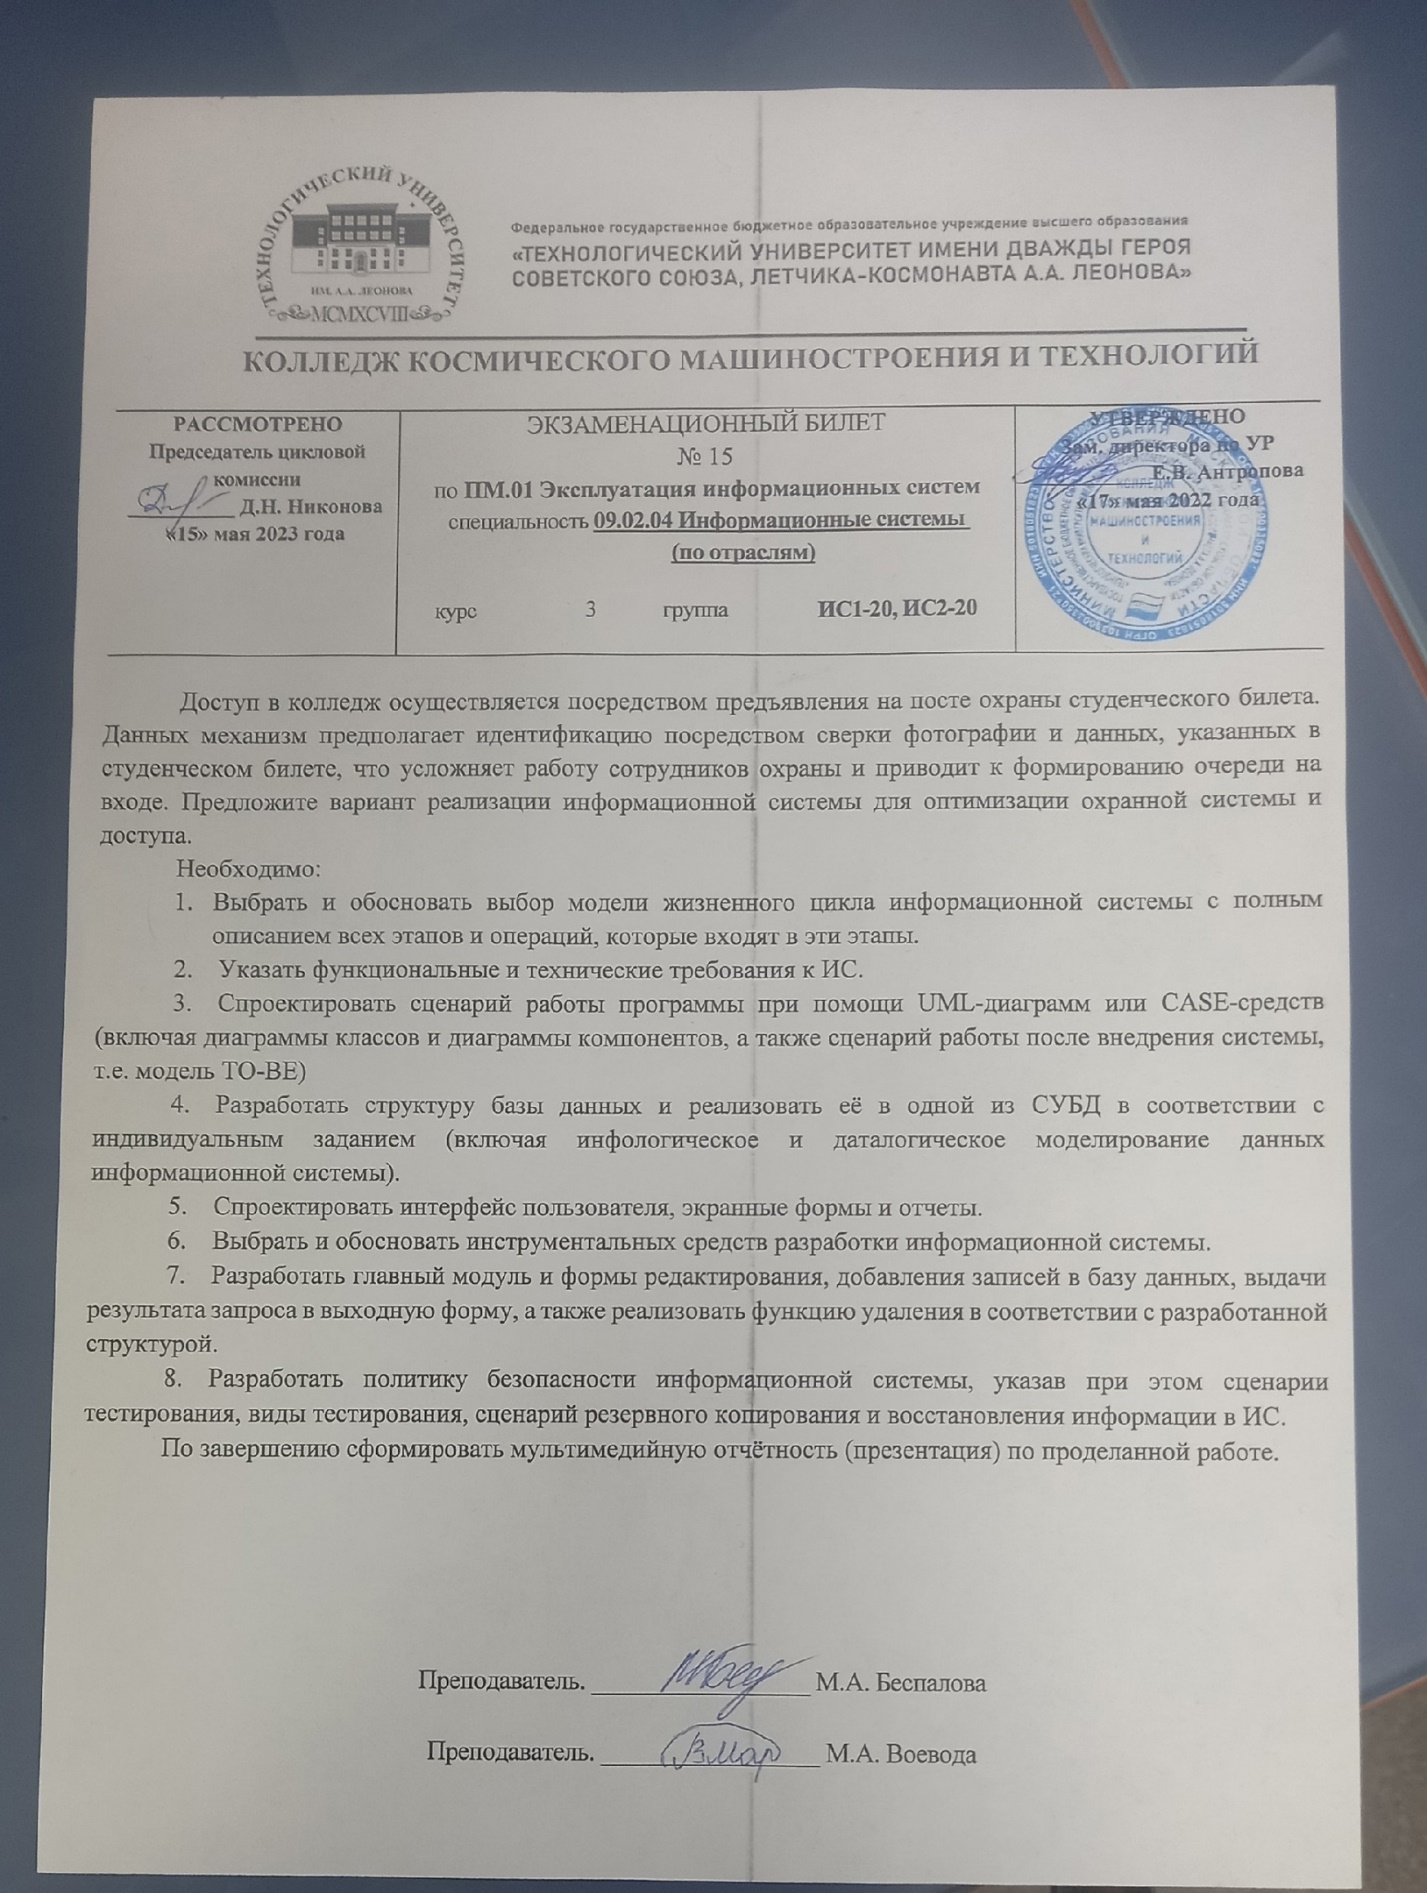 ТЕХНОЛОГИЧЕСКИЙ УНИВЕРСИТЕТ
ИМ. А.А. ЛЕОНОВА
MCMXCVIII
Федеральное государственное бюджетное образовательное учреждение высшего образования
«ТЕХНОЛОГИЧЕСКИЙ УНИВЕРСИТЕТ ИМЕНИ ДВАЖДЫ ГЕРОЯ
СОВЕТСКОГО СОЮЗА, ЛЕТЧИКА-КОСМОНАВТА А.А. ЛЕОНОВА»
КОЛЛЕДЖ КОСМИЧЕСКОГО МАШИНОСТРОЕНИЯ И ТЕХНОЛОГИЙ
РАССМОТРЕНО
Председатель цикловой
комиссии
Д.Н. Никонова
«15» мая 2023 года
ЭКЗАМЕНАЦИОННЫЙ БИЛЕТ
№ 15
по ПМ.01 Эксплуатация информационных систем
специальность 09.02.04 Информационные системы
(по отраслям)
курс 3 группа ИС1-20, ИС2-20
УТВЕРЖДЕНО
Зам. директора по УР
Е.В. Антропова
«17» мая 2022 года
КОЛЛЕДЖ
МАШИНОСТРОЕНИЯ
И
ТЕХНОЛОГИЙ
Доступ в колледж осуществляется посредством предъявления на посте охраны студенческого билета.
Данных механизм предполагает идентификацию посредством сверки фотографии и данных, указанных в
студенческом билете, что усложняет работу сотрудников охраны и приводит к формированию очереди на
входе. Предложите вариант реализации информационной системы для оптимизации охранной системы и
доступа.
Необходимо:
1. Выбрать и обосновать выбор модели жизненного цикла информационной системы с полным
описанием всех этапов и операций, которые входят в эти этапы.
2. Указать функциональные и технические требования к ИС.
3. Спроектировать сценарий работы программы при помощи UML-диаграмм или CASE-средств
(включая диаграммы классов и диаграммы компонентов, а также сценарий работы после внедрения системы,
т.е. модель TO-BE)
4. Разработать структуру базы данных и реализовать её в одной из СУБД в соответствии с
индивидуальным заданием (включая инфологическое и даталогическое моделирование данных
информационной системы).
5. Спроектировать интерфейс пользователя, экранные формы и отчеты.
6. Выбрать и обосновать инструментальных средств разработки информационной системы.
7. Разработать главный модуль и формы редактирования, добавления записей в базу данных, выдачи
результата запроса в выходную форму, а также реализовать функцию удаления в соответствии с разработанной
структурой.
8. Разработать политику безопасности информационной системы, указав при этом сценарии
тестирования, виды тестирования, сценарий резервного копирования и восстановления информации в ИС.
По завершению сформировать мультимедийную отчётность (презентация) по проделанной работе.
Преподаватель. М.А. Беспалова
Преподаватель. М.А. Воевода